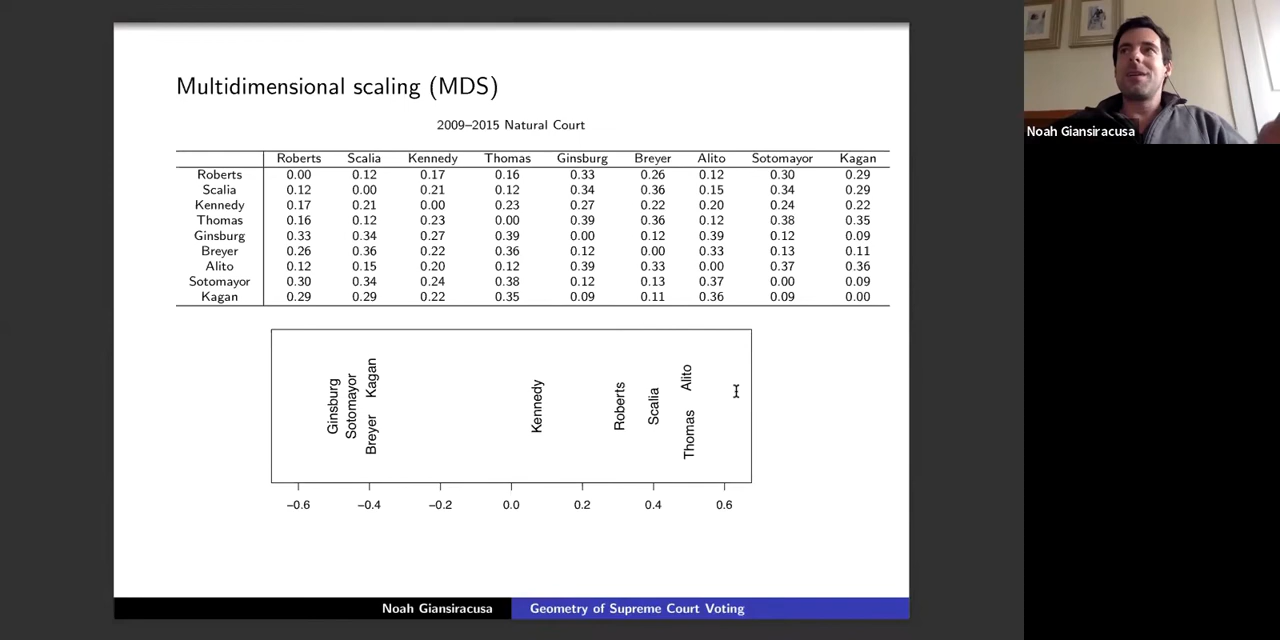 Multidimensional scaling (MDS)
2009–2015 Natural Court
Roberts Scalia Kennedy Thomas Ginsburg Breyer Alito Sotomayor Kagan
Roberts 0.00 0.12 0.17 0.16 0.33 0.26 0.12 0.30 0.29
Scalia 0.12 0.00 0.21 0.12 0.34 0.36 0.15 0.34 0.29
Kennedy 0.17 0.21 0.00 0.23 0.27 0.22 0.20 0.24 0.22
Thomas 0.16 0.12 0.23 0.00 0.39 0.36 0.12 0.38 0.35
Ginsburg 0.33 0.34 0.27 0.39 0.00 0.12 0.39 0.12 0.09
Breyer 0.26 0.36 0.22 0.36 0.12 0.00 0.33 0.13 0.11
Alito 0.12 0.15 0.20 0.12 0.39 0.33 0.00 0.37 0.36
Sotomayor 0.30 0.34 0.24 0.38 0.12 0.13 0.37 0.00 0.09
Kagan 0.29 0.29 0.22 0.35 0.09 0.11 0.36 0.09 0.00
Ginsburg
Sotomayor
Breyer
Kagan
Kennedy
Roberts
Scalia
Thomas
Alito
−0.6 −0.4 −0.2 0.0 0.2 0.4 0.6
Noah Giansiracusa
Geometry of Supreme Court Voting
Noah Giansiracusa